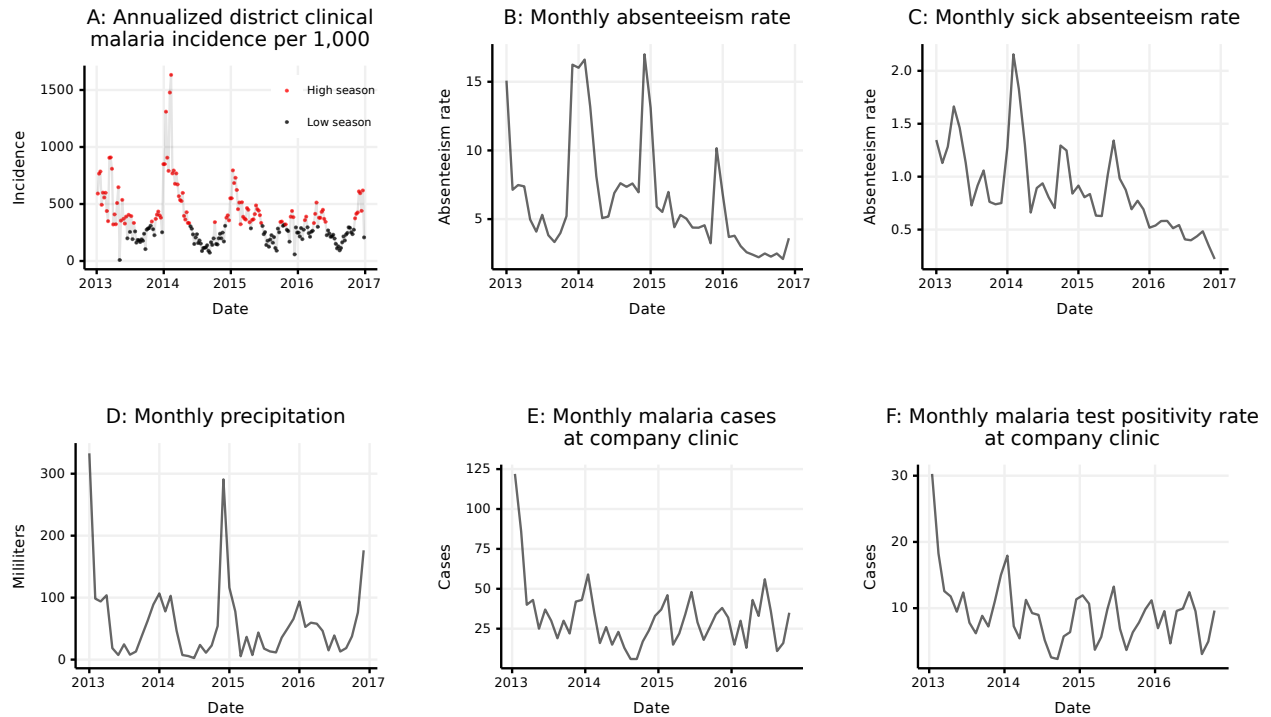 A: Annualized district clinical
malaria incidence per 1,000
Incidence
1500
1000
500
0
High season
Low season
2013
2014
2015
2016
2017
Date
B: Monthly absenteeism rate
Absenteeism rate
15
10
5
2013
2014
2015
2016
2017
Date
C: Monthly sick absenteeism rate
Absenteeism rate
2.0
1.5
1.0
0.5
2013
2014
2015
2016
2017
Date
D: Monthly precipitation
Mililiters
300
200
100
0
2013
2014
2015
2016
2017
Date
E: Monthly malaria cases
at company clinic
Cases
125
100
75
50
25
2013
2014
2015
2016
Date
F: Monthly malaria test positivity rate
at company clinic
Cases
30
20
10
2013
2014
2015
2016
Date